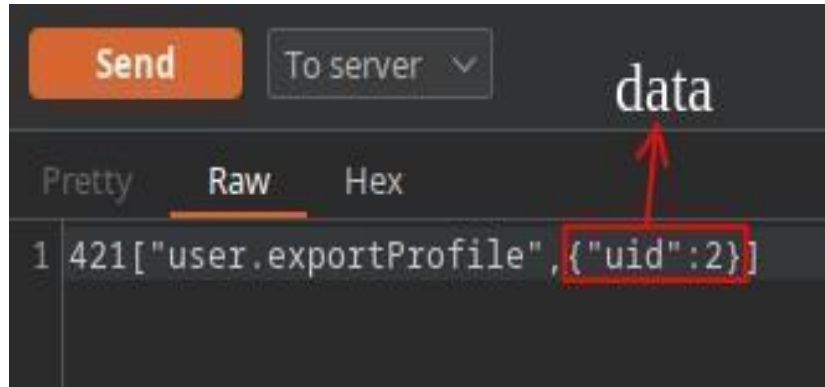 Send To server
data
Pretty Raw Hex
1 421["user.exportProfile",{"uid":2}]